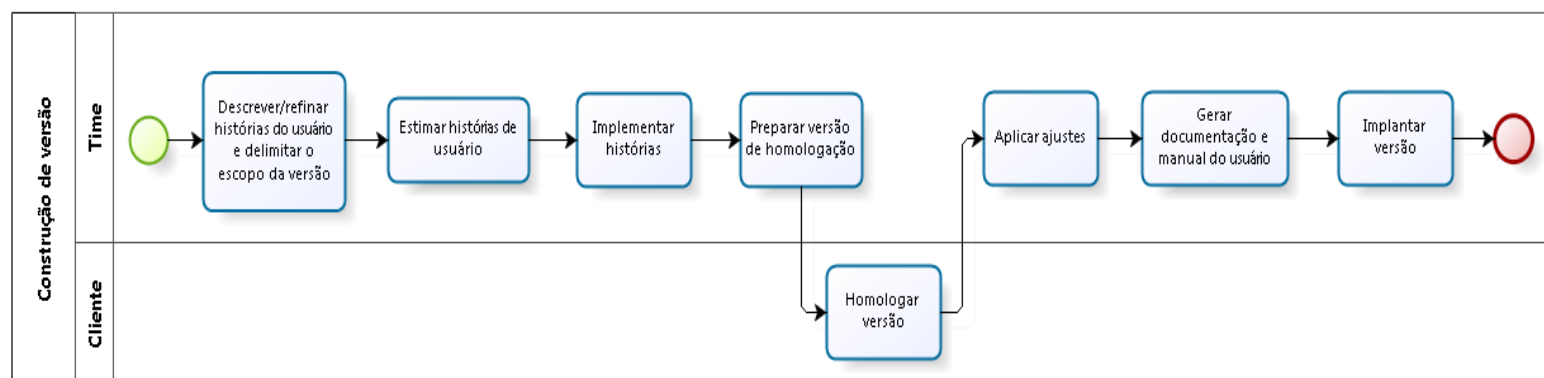 Construção de versão
Time
Descrever/refinar
histórias do usuário
e delimitar o
escopo da versão
Estimar histórias de
usuário
Implementar
histórias
Preparar versão
de homologação
Aplicar ajustes
Gerar
documentação e
manual do usuário
Implantar
versão
Cliente
Homologar
versão